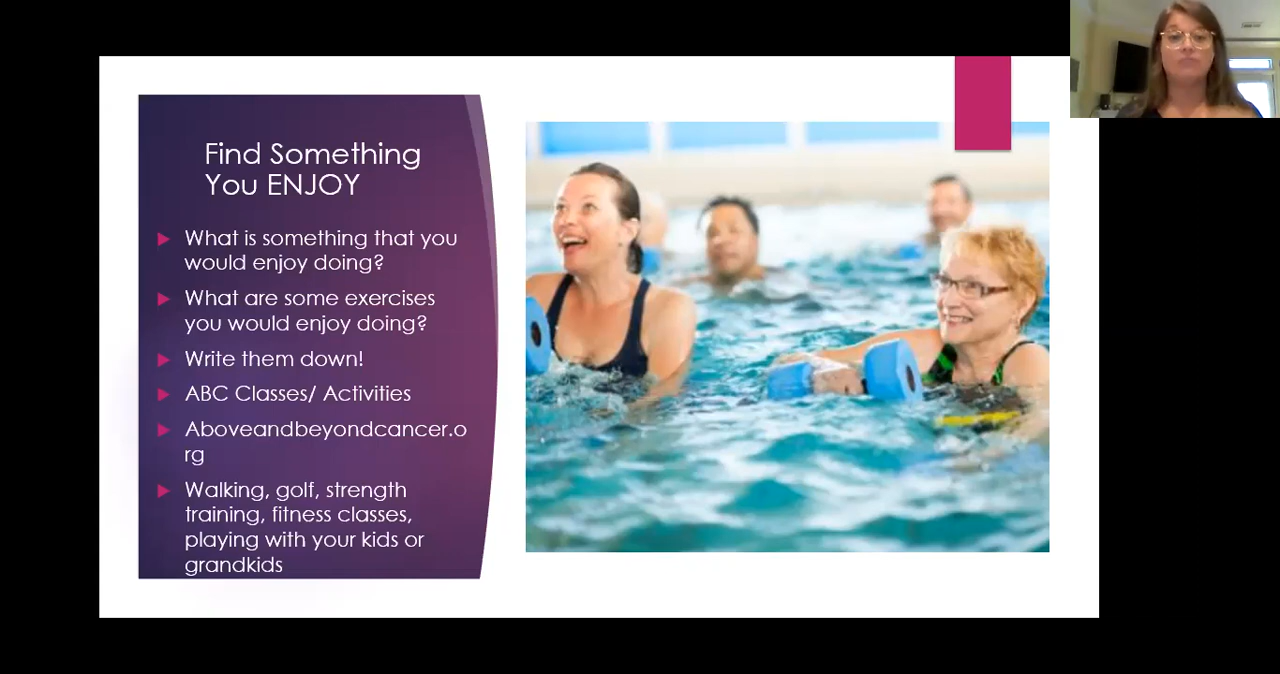 Find Something
You ENJOY
What is something that you
would enjoy doing?
What are some exercises
you would enjoy doing?
Write them down!
ABC Classes/ Activities
Aboveandbeyondcancer.o
rg
Walking, golf, strength
training, fitness classes,
playing with your kids or
grandkids